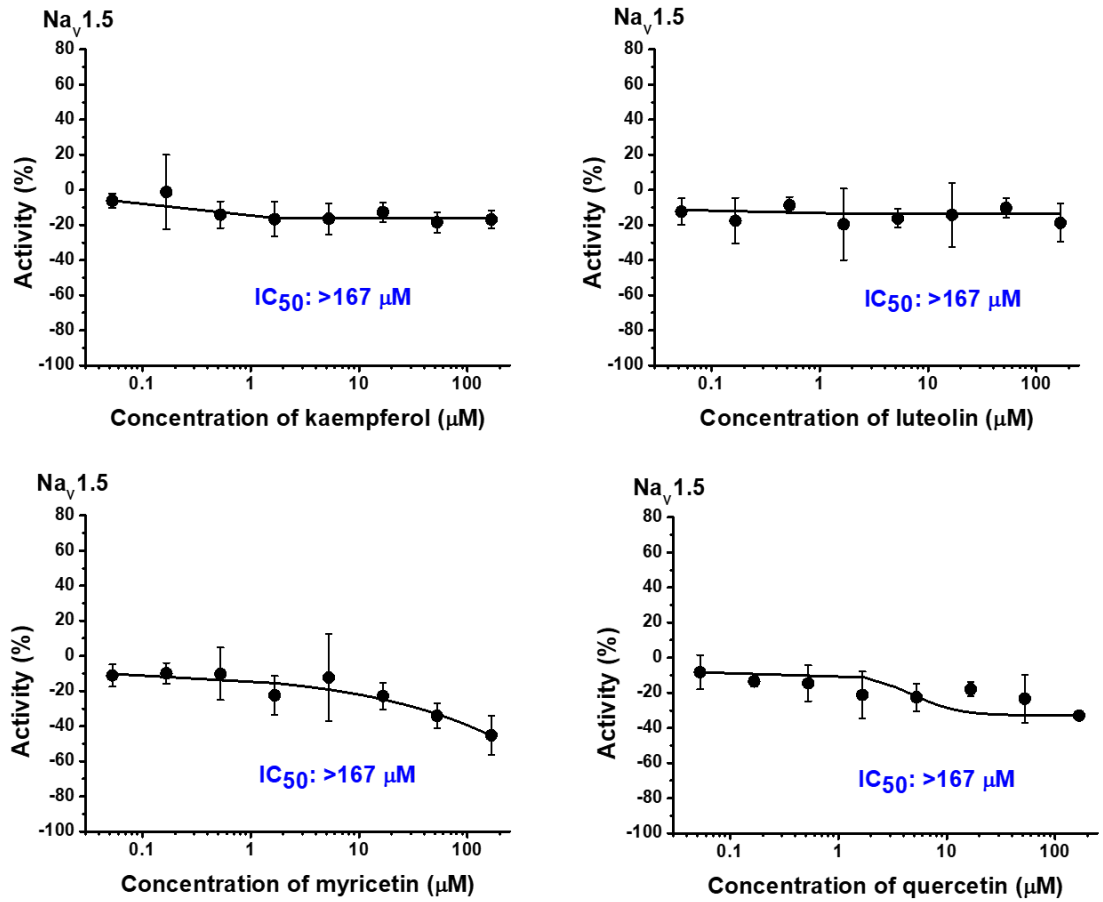 Na_v1.5
80
60
40
20
0
-20
-40
-60
-80
-100
Activity (%)
IC50: >167 μM
0.1 1 10 100
Concentration of kaempferol (μM)
Na_v1.5
80
60
40
20
0
-20
-40
-60
-80
-100
Activity (%)
IC50: >167 μM
0.1 1 10 100
Concentration of luteolin (μM)
Na_v1.5
80
60
40
20
0
-20
-40
-60
-80
-100
Activity (%)
IC50: >167 μM
0.1 1 10 100
Concentration of myricetin (μM)
Na_v1.5
80
60
40
20
0
-20
-40
-60
-80
-100
Activity (%)
IC50: >167 μM
0.1 1 10 100
Concentration of quercetin (μM)